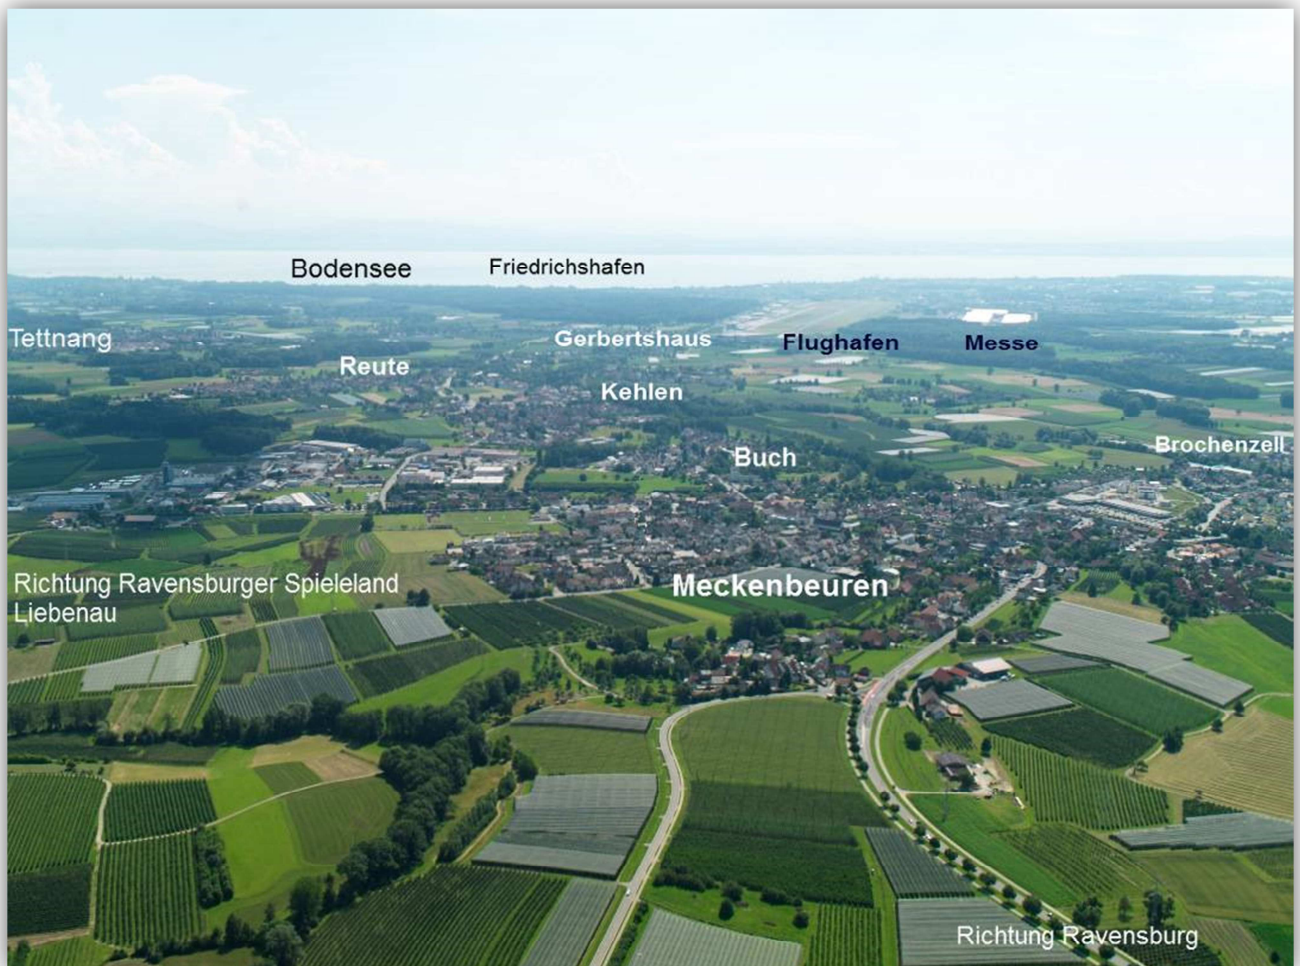 Bodensee
Friedrichshafen
Tettnang
Gerbertshaus
Flughafen
Messe
Reute
Kehlen
Brochenzell
Buch
Richtung Ravensburger Spieleland
Liebenau
Meckenbeuren
Richtung Ravensburg